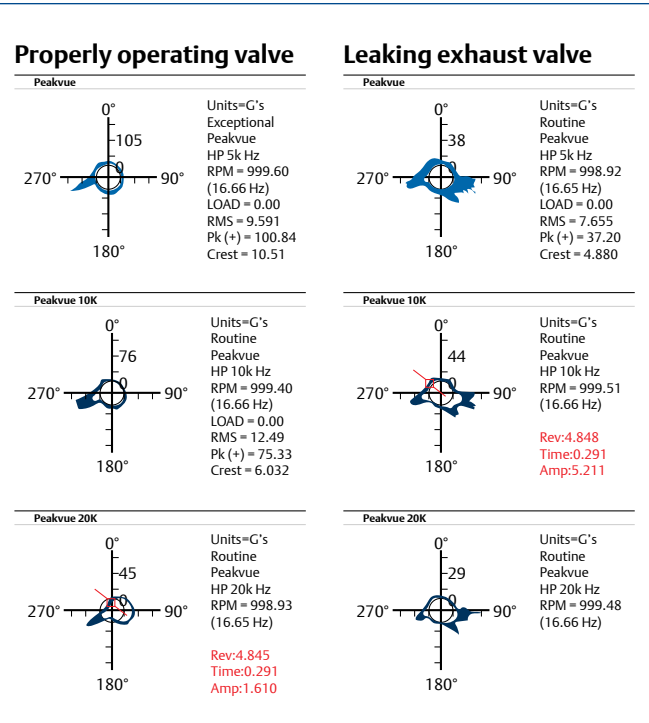 Properly operating valve
Peakvue
0°
105
0
270°
90°
180°
Units=G's
Exceptional
Peakvue
HP 5k Hz
RPM = 999.60
(16.66 Hz)
LOAD = 0.00
RMS = 9.591
Pk (+) = 100.84
Crest = 10.51
Peakvue 10K
0°
76
0
270°
90°
180°
Units=G's
Routine
Peakvue
HP 10k Hz
RPM = 999.40
(16.66 Hz)
LOAD = 0.00
RMS = 12.49
Pk (+) = 75.33
Crest = 6.032
Peakvue 20K
0°
45
0
270°
90°
180°
Units=G's
Routine
Peakvue
HP 20k Hz
RPM = 998.93
(16.65 Hz)
Rev:4.845
Time:0.291
Amp:1.610
Leaking exhaust valve
Peakvue
0°
38
0
270°
90°
180°
Units=G's
Routine
Peakvue
HP 5k Hz
RPM = 998.92
(16.65 Hz)
LOAD = 0.00
RMS = 7.655
Pk (+) = 37.20
Crest = 4.880
Peakvue 10K
0°
44
0
270°
90°
180°
Units=G's
Routine
Peakvue
HP 10k Hz
RPM = 999.51
(16.66 Hz)
Rev:4.848
Time:0.291
Amp:5.211
Peakvue 20K
0°
29
0
270°
90°
180°
Units=G's
Routine
Peakvue
HP 20k Hz
RPM = 999.48
(16.66 Hz)